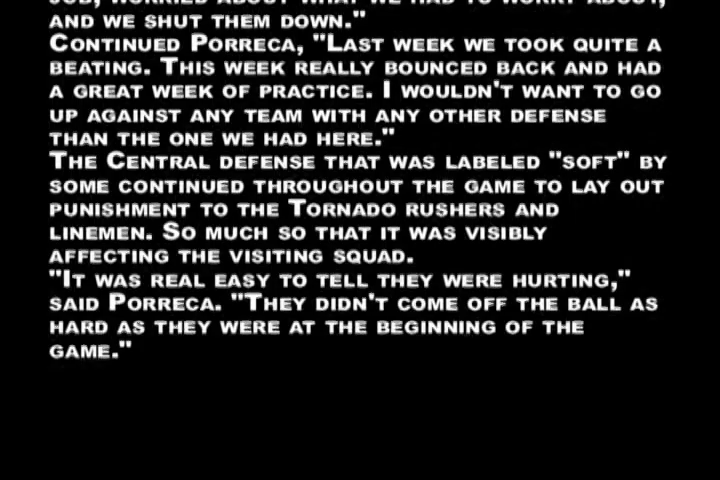 JOB, WORRIED ABOUT WHAT WE HAD TO WORRY ABOUT,
AND WE SHUT THEM DOWN."
CONTINUED PORRECA, "LAST WEEK WE TOOK QUITE A
BEATING. THIS WEEK REALLY BOUNCED BACK AND HAD
A GREAT WEEK OF PRACTICE. I WOULDN'T WANT TO GO
UP AGAINST ANY TEAM WITH ANY OTHER DEFENSE
THAN THE ONE WE HAD HERE."
THE CENTRAL DEFENSE THAT WAS LABELED "SOFT" BY
SOME CONTINUED THROUGHOUT THE GAME TO LAY OUT
PUNISHMENT TO THE TORNADO RUSHERS AND
LINEMEN. SO MUCH SO THAT IT WAS VISIBLY
AFFECTING THE VISITING SQUAD.
"IT WAS REAL EASY TO TELL THEY WERE HURTING,"
SAID PORRECA. "THEY DIDN'T COME OFF THE BALL AS
HARD AS THEY WERE AT THE BEGINNING OF THE
GAME."